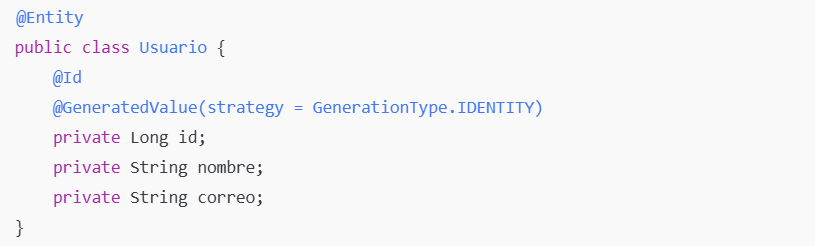 @Entity
public class Usuario {
    @Id
    @GeneratedValue(strategy = GenerationType.IDENTITY)
    private Long id;
    private String nombre;
    private String correo;
}